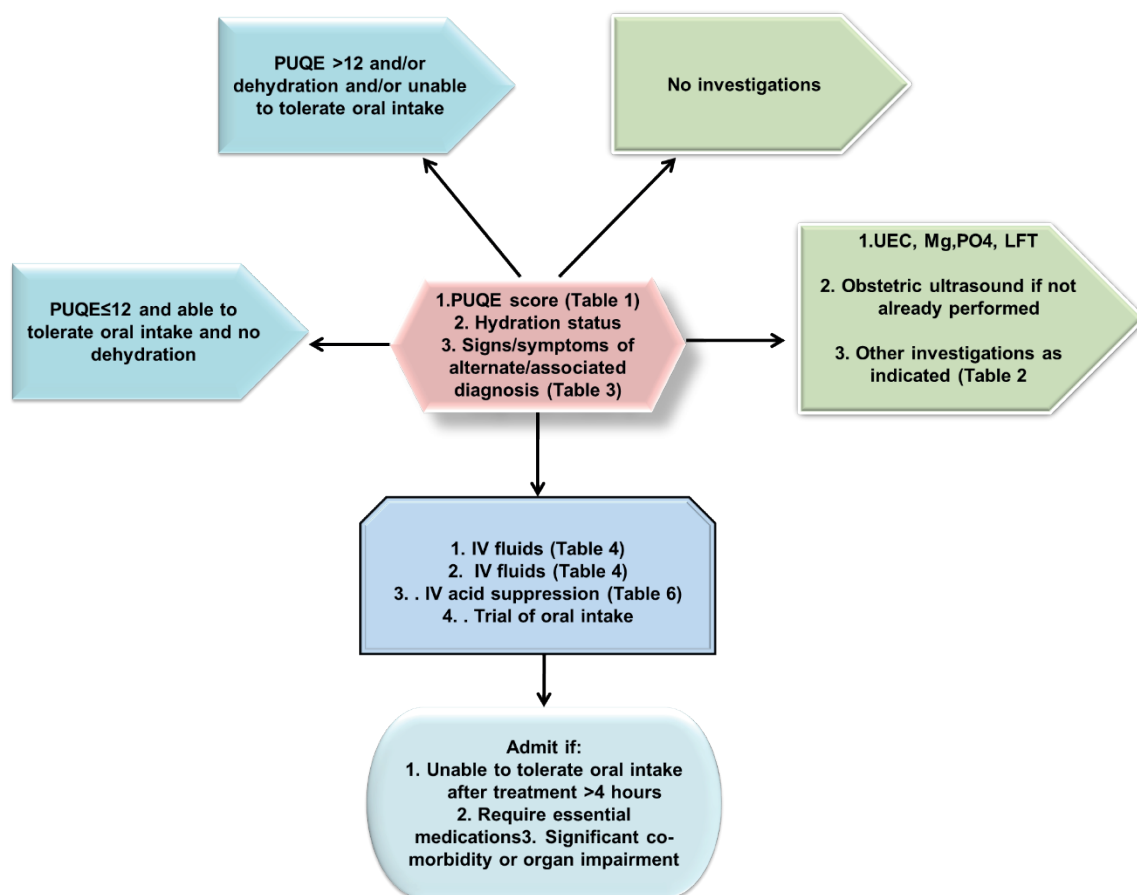 PUQE >12 and/or
dehydration and/or unable
to tolerate oral intake
No investigations
PUQE≤12 and able to
tolerate oral intake and no
dehydration
1.PUQE score (Table 1)
2. Hydration status
3. Signs/symptoms of
alternate/associated
diagnosis (Table 3)
1.UEC, Mg,PO4, LFT
2. Obstetric ultrasound if not
already performed
3. Other investigations as
indicated (Table 2
1. IV fluids (Table 4)
2. IV fluids (Table 4)
3. . IV acid suppression (Table 6)
4. . Trial of oral intake
Admit if:
1. Unable to tolerate oral intake
after treatment >4 hours
2. Require essential
medications3. Significant co-
morbidity or organ impairment